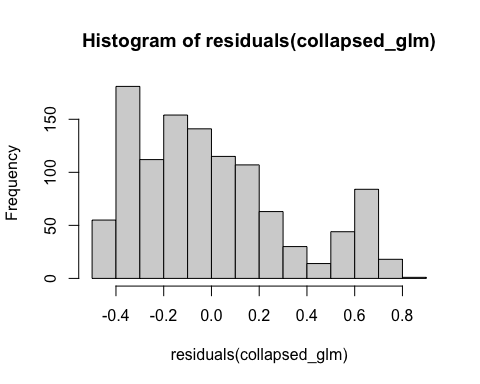 Histogram of residuals(collapsed_glm)
Frequency
150
100
50
0
-0.4 -0.2 0.0 0.2 0.4 0.6 0.8
residuals(collapsed_glm)